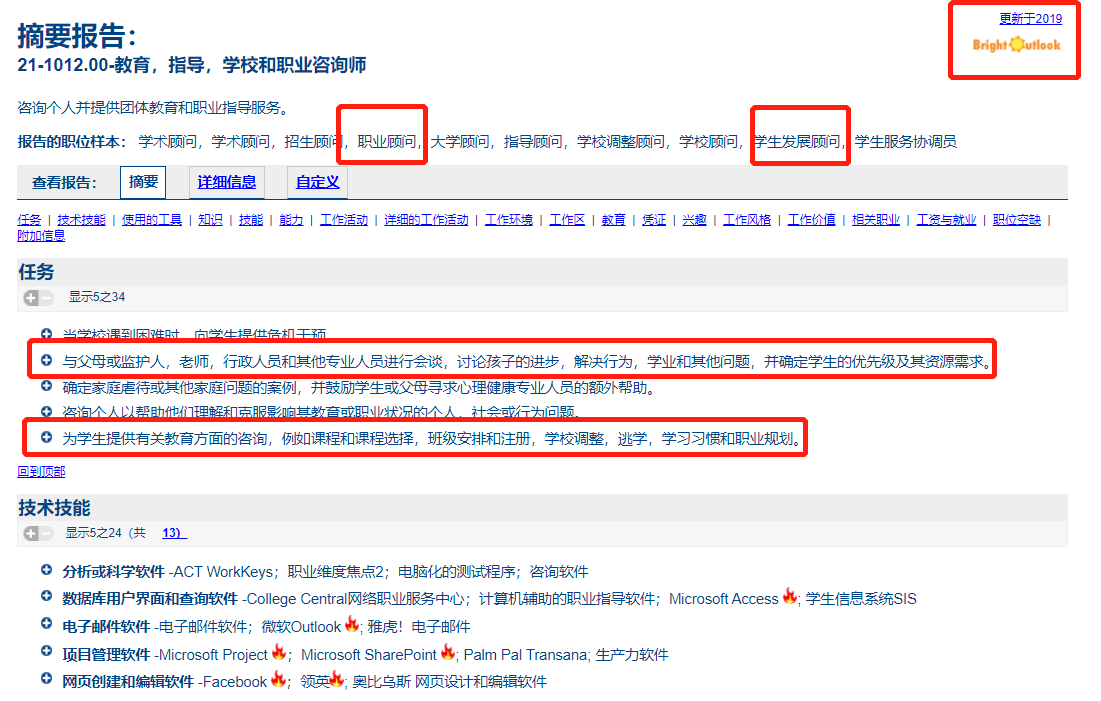 摘要报告：
更新于2019
Bright Outlook
21-1012.00-教育，指导，学校和职业咨询师
咨询个人并提供团体教育和职业指导服务。
报告的职位样本： 学术顾问，学术顾问，招生顾问，职业顾问，大学顾问，指导顾问，学校调整顾问，学校顾问，学生发展顾问，学生服务协调员
查看报告： 摘要 详细信息 自定义
任务 | 技术技能 | 使用的工具 | 知识 | 技能 | 能力 | 工作活动 | 详细的工作活动 | 工作环境 | 工作区 | 教育 | 凭证 | 兴趣 | 工作风格 | 工作价值 | 相关职业 | 工资与就业 | 职位空缺 |
附加信息
任务
显示5之34
当学校遇到困难时，向学生提供危机干预
与父母或监护人，老师，行政人员和其他专业人员进行会谈，讨论孩子的进步，解决行为，学业和其他问题，并确定学生的优先级及其资源需求。
确定家庭虐待或其他家庭问题的案例，并鼓励学生或父母寻求心理健康专业人员的额外帮助。
咨询个人以帮助他们理解和克服影响其教育或职业状况的个人，社会或行为问题。
为学生提供有关教育方面的咨询，例如课程和课程选择，班级安排和注册，学校调整，逃学，学习习惯和职业规划。
回到顶部
技术技能
显示5之24（共 13）
分析或科学软件 -ACT WorkKeys；职业维度焦点2；电脑化的测试程序；咨询软件
数据库用户界面和查询软件 -College Central网络职业服务中心；计算机辅助的职业指导软件；Microsoft Access ; 学生信息系统SIS
电子邮件软件 -电子邮件软件；微软Outlook ; 雅虎！电子邮件
项目管理软件 -Microsoft Project ；Microsoft SharePoint ; Palm Pal Transana; 生产力软件
网页创建和编辑软件 -Facebook ；领英 ; 奥比乌斯 网页设计和编辑软件